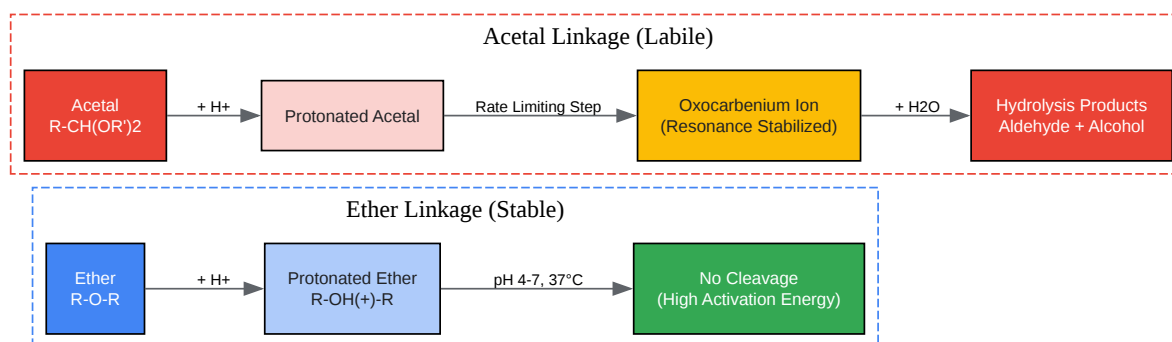 Acetal Linkage (Labile)
Acetal
R-CH(OR')2
+ H+
Protonated Acetal
Rate Limiting Step
Oxocarbenium Ion
(Resonance Stabilized)
+ H2O
Hydrolysis Products
Aldehyde + Alcohol
Ether Linkage (Stable)
Ether
R-O-R
+ H+
Protonated Ether
R-OH(+)-R
pH 4-7, 37°C
No Cleavage
(High Activation Energy)